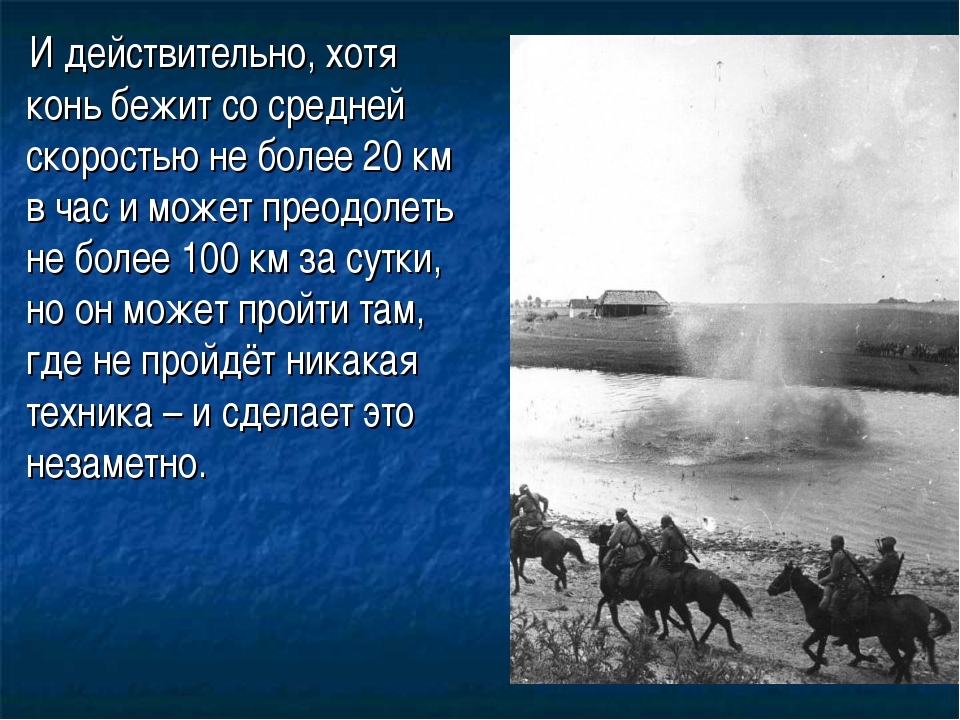 И действительно, хотя
конь бежит со средней
скоростью не более 20 км
в час и может преодолеть
не более 100 км за сутки,
но он может пройти там,
где не пройдёт никакая
техника – и сделает это
незаметно.